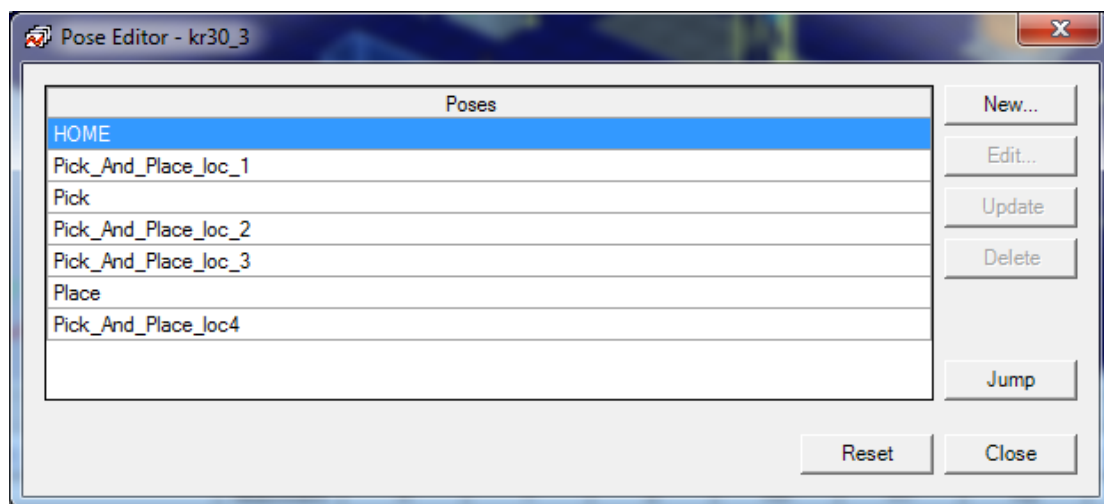 Pose Editor - kr30_3
Poses
HOME
Pick_And_Place_loc_1
Pick
Pick_And_Place_loc_2
Pick_And_Place_loc_3
Place
Pick_And_Place_loc4
New...
Edit...
Update
Delete
Jump
Reset
Close